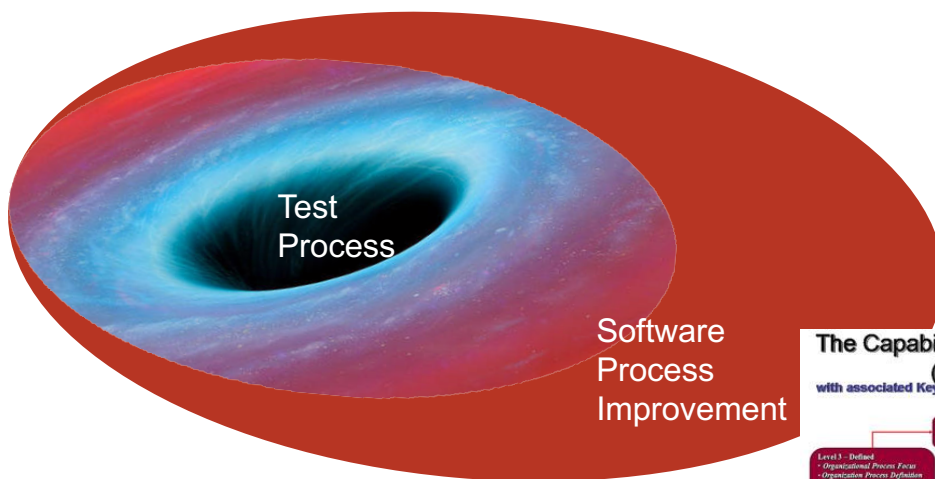 Test
Process
Software
Process
Improvement
The Capabi
(
with associated Key
Level 3 – Defined
• Organizational Process Focus
• Organization Process Definition